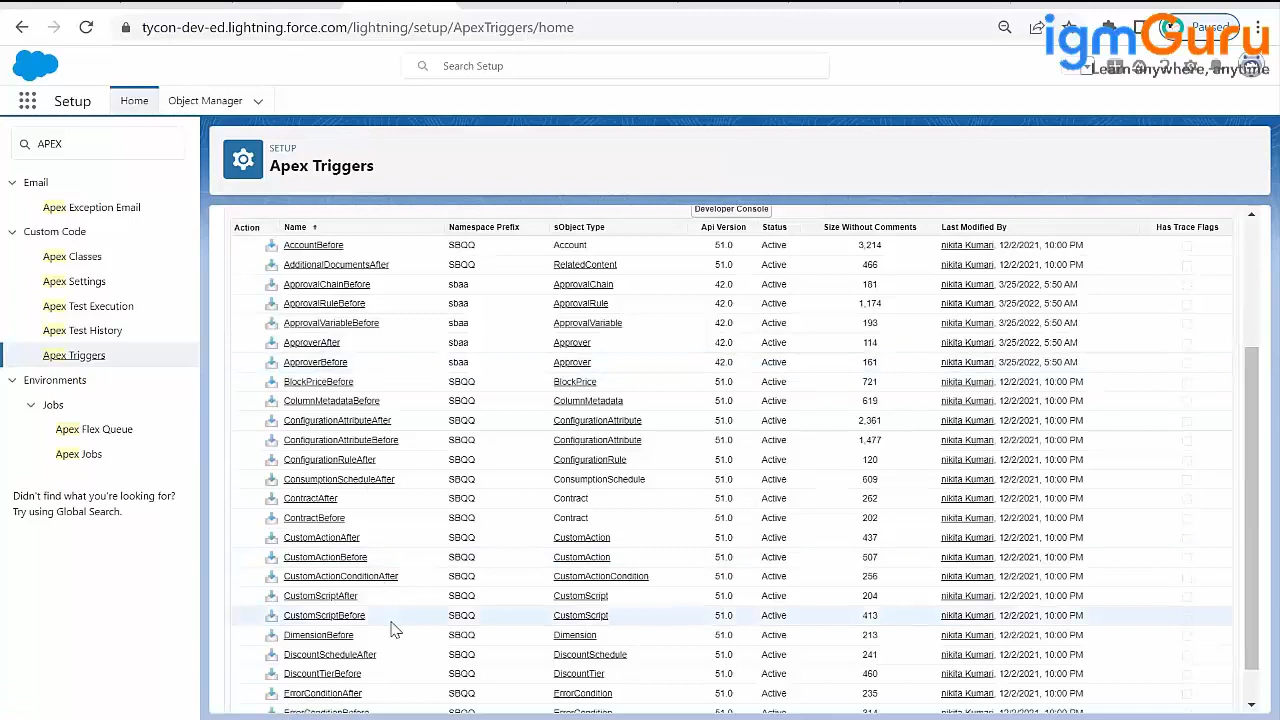 tycon-dev-ed.lightning.force.com/lightning/setup/ApexTriggers/home
Paused
igmGuru
Learn anywhere, anytime
Search Setup
Setup Home Object Manager
APEX
Email
Apex Exception Email
Custom Code
Apex Classes
Apex Settings
Apex Test Execution
Apex Test History
Apex Triggers
Environments
Jobs
Apex Flex Queue
Apex Jobs
Didn't find what you're looking for?
Try using Global Search.
SETUP
Apex Triggers
Developer Console
Action Name Namespace Prefix sObject Type Api Version Status Size Without Comments Last Modified By Has Trace Flags
AccountBefore SBQQ Account 51.0 Active 3,214 nikita Kumari, 12/2/2021, 10:00 PM
AdditionalDocumentsAfter SBQQ RelatedContent 51.0 Active 466 nikita Kumari, 12/2/2021, 10:00 PM
ApprovalChainBefore sbaa ApprovalChain 42.0 Active 181 nikita Kumari, 3/25/2022, 5:50 AM
ApprovalRuleBefore sbaa ApprovalRule 42.0 Active 1,174 nikita Kumari, 3/25/2022, 5:50 AM
ApprovalVariableBefore sbaa ApprovalVariable 42.0 Active 193 nikita Kumari, 3/25/2022, 5:50 AM
ApproverAfter sbaa Approver 42.0 Active 114 nikita Kumari, 3/25/2022, 5:50 AM
ApproverBefore sbaa Approver 42.0 Active 161 nikita Kumari, 3/25/2022, 5:50 AM
BlockPriceBefore SBQQ BlockPrice 51.0 Active 721 nikita Kumari, 12/2/2021, 10:00 PM
ColumnMetadataBefore SBQQ ColumnMetadata 51.0 Active 619 nikita Kumari, 12/2/2021, 10:00 PM
ConfigurationAttributeAfter SBQQ ConfigurationAttribute 51.0 Active 2,361 nikita Kumari, 12/2/2021, 10:00 PM
ConfigurationAttributeBefore SBQQ ConfigurationAttribute 51.0 Active 1,477 nikita Kumari, 12/2/2021, 10:00 PM
ConfigurationRuleAfter SBQQ ConfigurationRule 51.0 Active 120 nikita Kumari, 12/2/2021, 10:00 PM
ConsumptionScheduleAfter SBQQ ConsumptionSchedule 51.0 Active 609 nikita Kumari, 12/2/2021, 10:00 PM
ContractAfter SBQQ Contract 51.0 Active 262 nikita Kumari, 12/2/2021, 10:00 PM
ContractBefore SBQQ Contract 51.0 Active 202 nikita Kumari, 12/2/2021, 10:00 PM
CustomActionAfter SBQQ CustomAction 51.0 Active 437 nikita Kumari, 12/2/2021, 10:00 PM
CustomActionBefore SBQQ CustomAction 51.0 Active 507 nikita Kumari, 12/2/2021, 10:00 PM
CustomActionConditionAfter SBQQ CustomActionCondition 51.0 Active 256 nikita Kumari, 12/2/2021, 10:00 PM
CustomScriptAfter SBQQ CustomScript 51.0 Active 204 nikita Kumari, 12/2/2021, 10:00 PM
CustomScriptBefore SBQQ CustomScript 51.0 Active 413 nikita Kumari, 12/2/2021, 10:00 PM
DimensionBefore SBQQ Dimension 51.0 Active 213 nikita Kumari, 12/2/2021, 10:00 PM
DiscountScheduleAfter SBQQ DiscountSchedule 51.0 Active 241 nikita Kumari, 12/2/2021, 10:00 PM
DiscountTierBefore SBQQ DiscountTier 51.0 Active 460 nikita Kumari, 12/2/2021, 10:00 PM
ErrorConditionAfter SBQQ ErrorCondition 51.0 Active 235 nikita Kumari, 12/2/2021, 10:00 PM